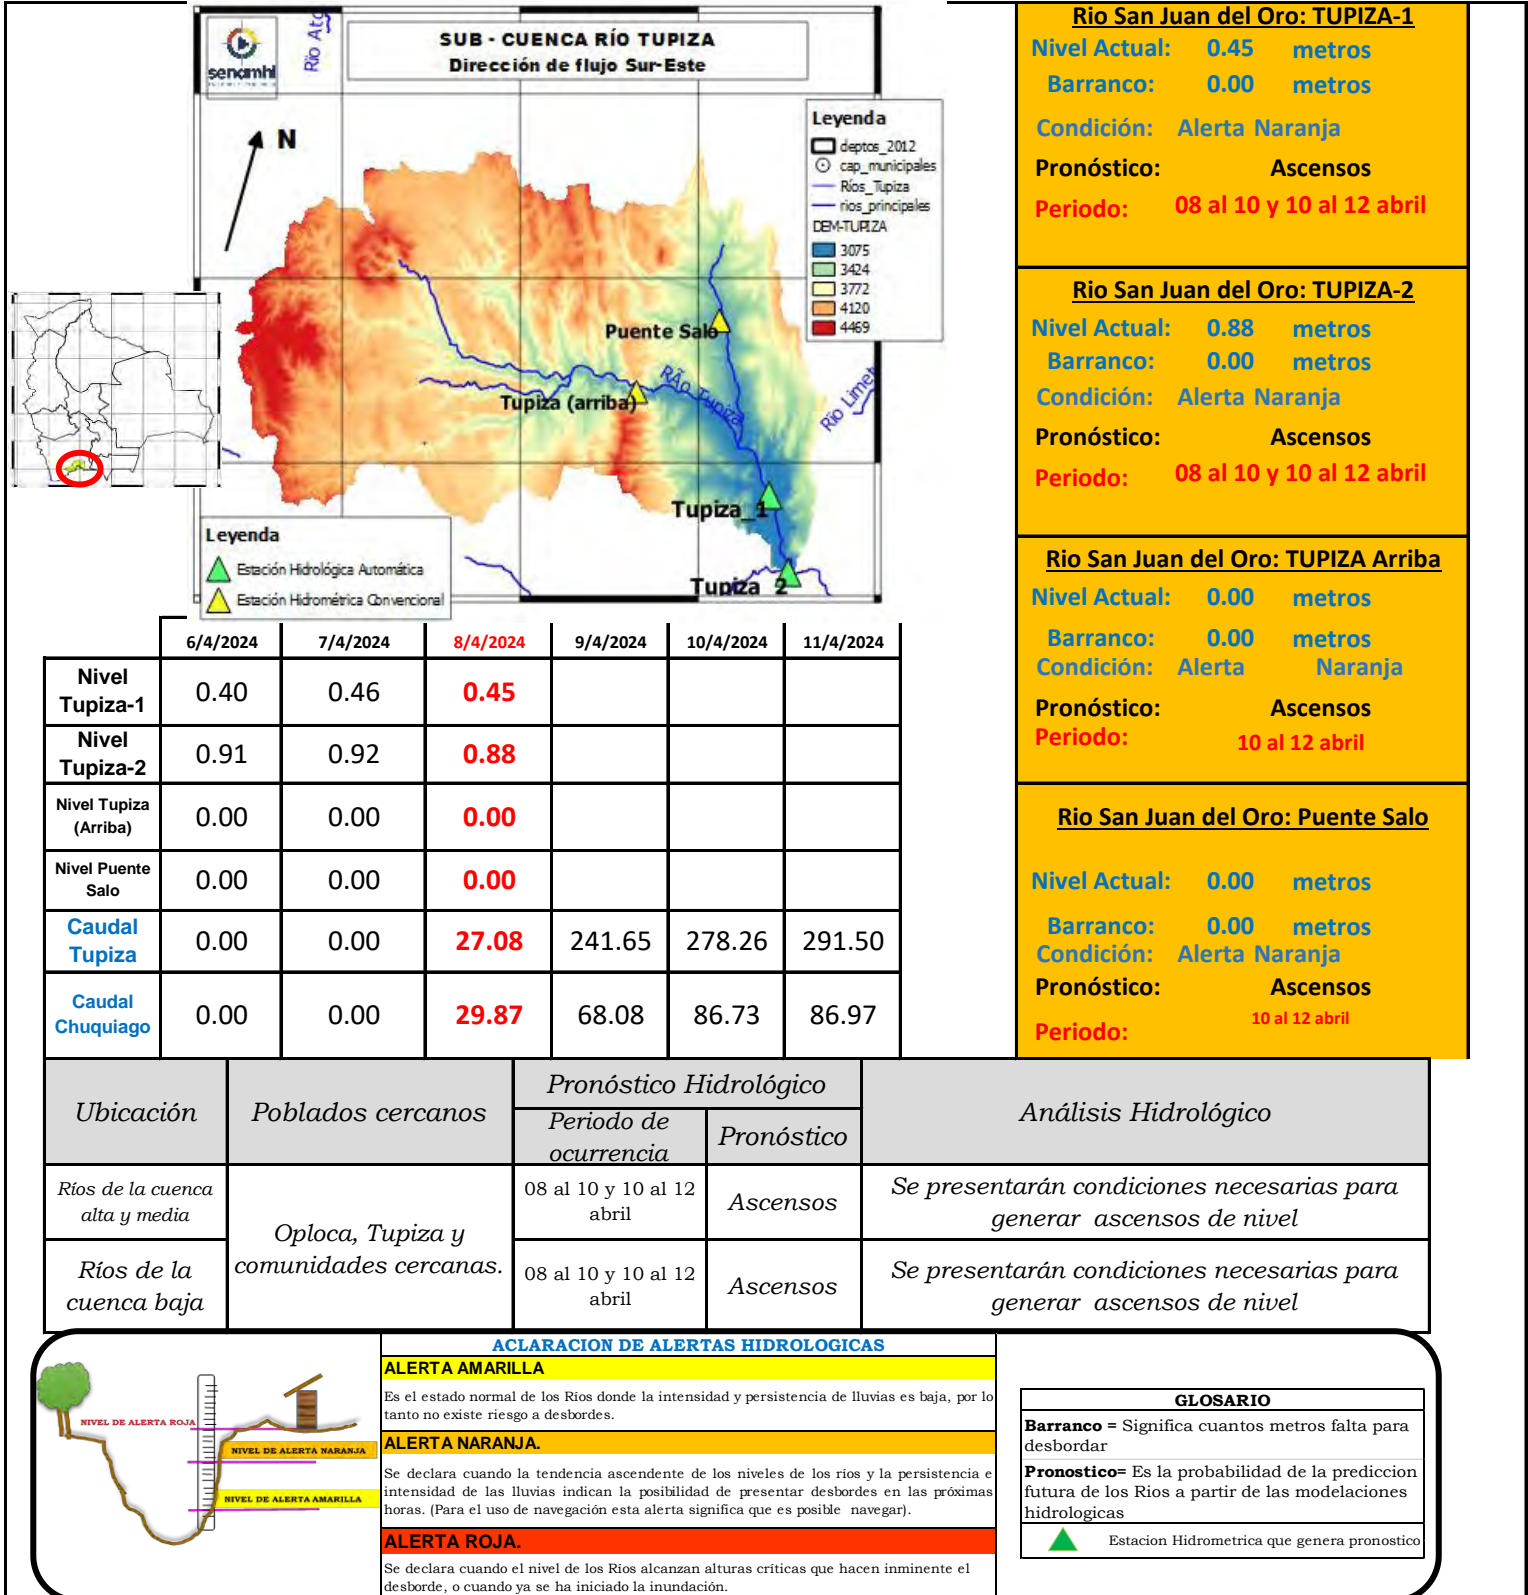 Río Ato
senamhi
SUB - CUENCA RÍO TUPIZA
Dirección de flujo Sur-Este
N
Leyenda
deptos_2012
cap_municipales
Ríos_Tupiza
rios_principales
DEM-TUPIZA
3075
3424
3772
4120
4469
Puente Salo
RÃ­o Tupiza
Tupiza (arriba)
Rio Limet
Tupiza_1
Tupiza_2
Leyenda
Estación Hidrológica Automática
Estación Hidrométrica Convencional
Rio San Juan del Oro: TUPIZA-1
Nivel Actual: 0.45 metros
Barranco: 0.00 metros
Condición: Alerta Naranja
Pronóstico: Ascensos
Periodo: 08 al 10 y 10 al 12 abril
Rio San Juan del Oro: TUPIZA-2
Nivel Actual: 0.88 metros
Barranco: 0.00 metros
Condición: Alerta Naranja
Pronóstico: Ascensos
Periodo: 08 al 10 y 10 al 12 abril
Rio San Juan del Oro: TUPIZA Arriba
Nivel Actual: 0.00 metros
Barranco: 0.00 metros
Condición: Alerta Naranja
Pronóstico: Ascensos
Periodo: 10 al 12 abril
Rio San Juan del Oro: Puente Salo
Nivel Actual: 0.00 metros
Barranco: 0.00 metros
Condición: Alerta Naranja
Pronóstico: Ascensos
Periodo: 10 al 12 abril
6/4/2024 7/4/2024 8/4/2024 9/4/2024 10/4/2024 11/4/2024
Nivel
Tupiza-1 0.40 0.46 0.45
Nivel
Tupiza-2 0.91 0.92 0.88
Nivel Tupiza
(Arriba) 0.00 0.00 0.00
Nivel Puente
Salo 0.00 0.00 0.00
Caudal
Tupiza 0.00 0.00 27.08 241.65 278.26 291.50
Caudal
Chuquiago 0.00 0.00 29.87 68.08 86.73 86.97
Ubicación Poblados cercanos Pronóstico Hidrológico Análisis Hidrológico
Periodo de
ocurrencia Pronóstico
Ríos de la cuenca
alta y media
Oploca, Tupiza y
comunidades cercanas.
08 al 10 y 10 al 12
abril
Ascensos
Se presentarán condiciones necesarias para
generar ascensos de nivel
Ríos de la
cuenca baja
08 al 10 y 10 al 12
abril
Ascensos
Se presentarán condiciones necesarias para
generar ascensos de nivel
NIVEL DE ALERTA ROJA
NIVEL DE ALERTA NARANJA
NIVEL DE ALERTA AMARILLA
ACLARACION DE ALERTAS HIDROLOGICAS
ALERTA AMARILLA
Es el estado normal de los Rios donde la intensidad y persistencia de lluvias es baja, por lo
tanto no existe riesgo a desbordes.
ALERTA NARANJA.
Se declara cuando la tendencia ascendente de los niveles de los ríos y la persistencia e
intensidad de las lluvias indican la posibilidad de presentar desbordes en las próximas
horas. (Para el uso de navegación esta alerta significa que es posible navegar).
ALERTA ROJA.
Se declara cuando el nivel de los Rios alcanzan alturas críticas que hacen inminente el
desborde, o cuando ya se ha iniciado la inundación.
GLOSARIO
Barranco = Significa cuantos metros falta para
desbordar
Pronostico= Es la probabilidad de la prediccion
futura de los Rios a partir de las modelaciones
hidrologicas
Estacion Hidrometrica que genera pronostico